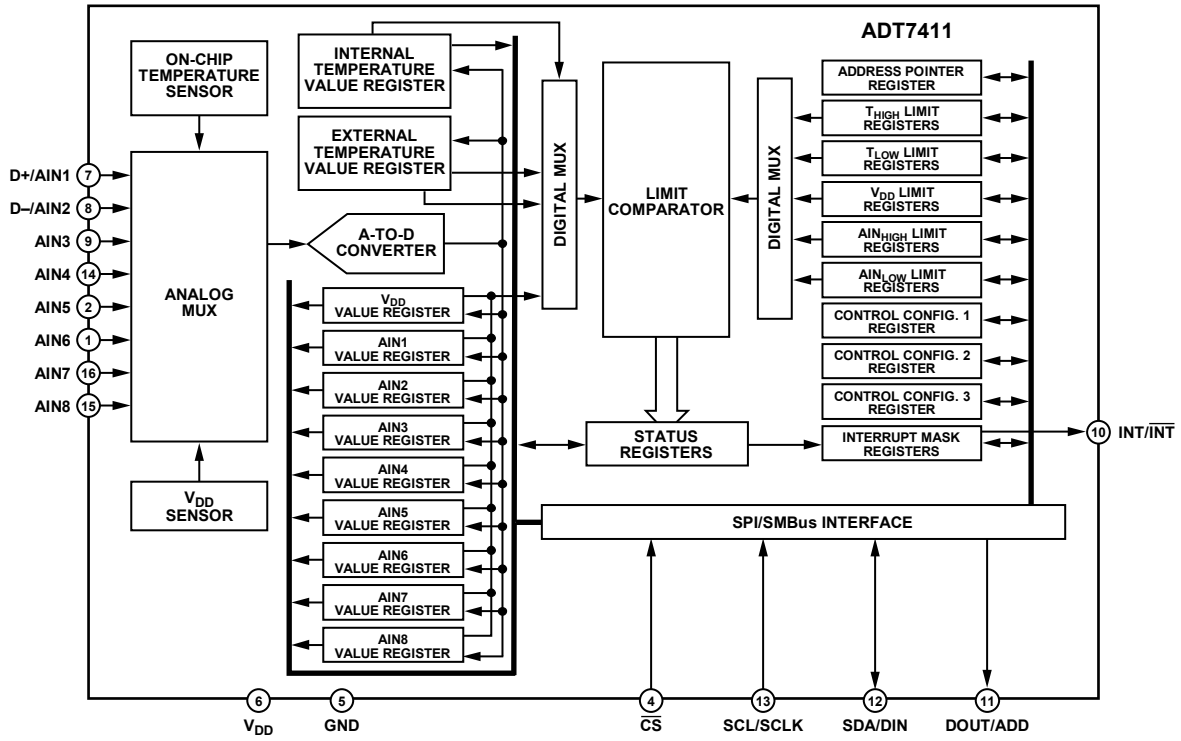 ADT7411
ON-CHIP
TEMPERATURE
SENSOR
INTERNAL
TEMPERATURE
VALUE REGISTER
EXTERNAL
TEMPERATURE
VALUE REGISTER
D+/AIN1 7
D–/AIN2 8
AIN3 9
AIN4 14
AIN5 2
AIN6 1
AIN7 16
AIN8 15
ANALOG
MUX
A-TO-D
CONVERTER
VDD
SENSOR
VDD
VALUE REGISTER
AIN1
VALUE REGISTER
AIN2
VALUE REGISTER
AIN3
VALUE REGISTER
AIN4
VALUE REGISTER
AIN5
VALUE REGISTER
AIN6
VALUE REGISTER
AIN7
VALUE REGISTER
AIN8
VALUE REGISTER
DIGITAL MUX
LIMIT
COMPARATOR
DIGITAL MUX
ADDRESS POINTER
REGISTER
THIGH LIMIT
REGISTERS
TLOW LIMIT
REGISTERS
VDD LIMIT
REGISTERS
AINHIGH LIMIT
REGISTERS
AINLOW LIMIT
REGISTERS
CONTROL CONFIG. 1
REGISTER
CONTROL CONFIG. 2
REGISTER
CONTROL CONFIG. 3
REGISTER
STATUS
REGISTERS
INTERRUPT MASK
REGISTERS
10 INT/I̅N̅T̅
SPI/SMBus INTERFACE
6
VDD
5
GND
4
C̅S̅
13
SCL/SCLK
12
SDA/DIN
11
DOUT/ADD